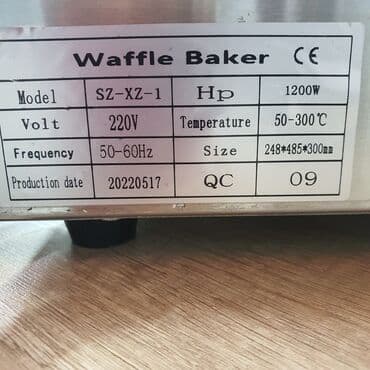 Waffle Baker CE
Model SZ-XZ-1 Hp 1200W
Volt 220V Temperature 50-300℃
Frequency 50-60Hz Size 248*485*300mm
Production date 20220517 QC 09